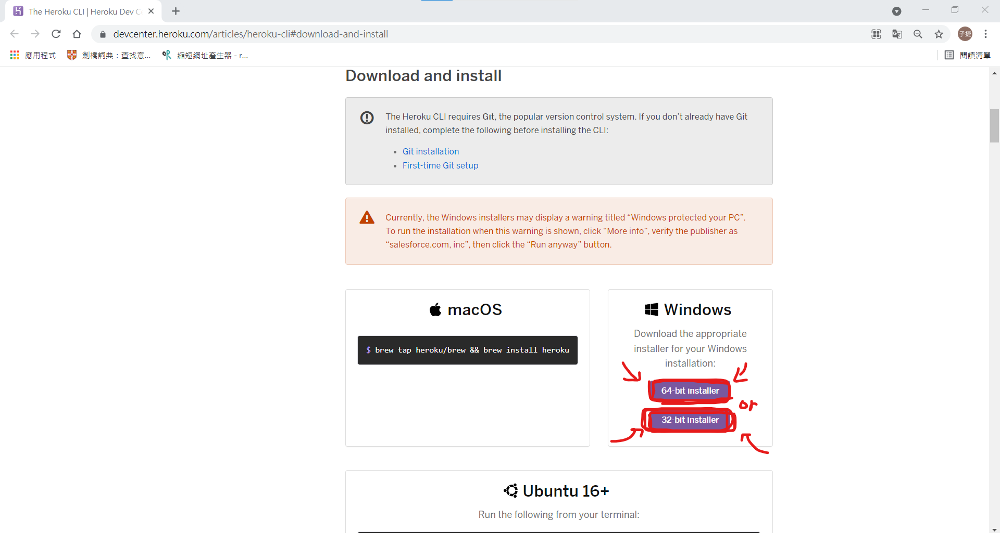 The Heroku CLI | Heroku Dev Ce
devcenter.heroku.com/articles/heroku-cli#download-and-install
子捷
應用程式
劍橋詞典：查找意...
縮短網址產生器 - r...
閱讀清單
Download and install
The Heroku CLI requires Git, the popular version control system. If you don’t already have Git
installed, complete the following before installing the CLI:
Git installation
First-time Git setup
Currently, the Windows installers may display a warning titled “Windows protected your PC”.
To run the installation when this warning is shown, click “More info”, verify the publisher as
“salesforce.com, inc”, then click the “Run anyway” button.
macOS
$ brew tap heroku/brew && brew install heroku
Windows
Download the appropriate
installer for your Windows
installation:
64-bit installer
or
32-bit installer
Ubuntu 16+
Run the following from your terminal: